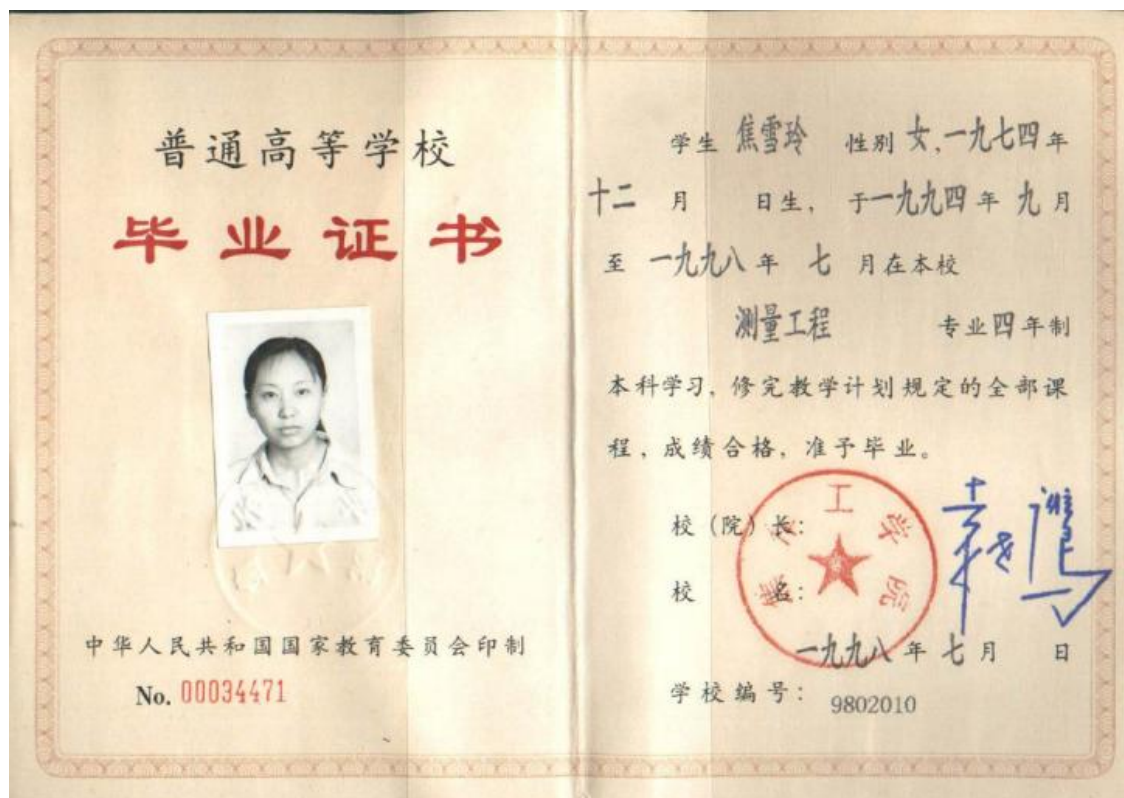 普通高等学校
毕业证书
中华人民共和国国家教育委员会印制
No. 00034471
学生 焦雪玲 性别 女,一九七四年
十二 月 日生, 于一九九四年 九月
至 一九九八年 七 月在本校
测量工程 专业四年制
本科学习, 修完教学计划规定的全部课
程, 成绩合格, 准予毕业。
校(院)长:
校 名:
工学院
一九九八年七月 日
学校编号: 9802010